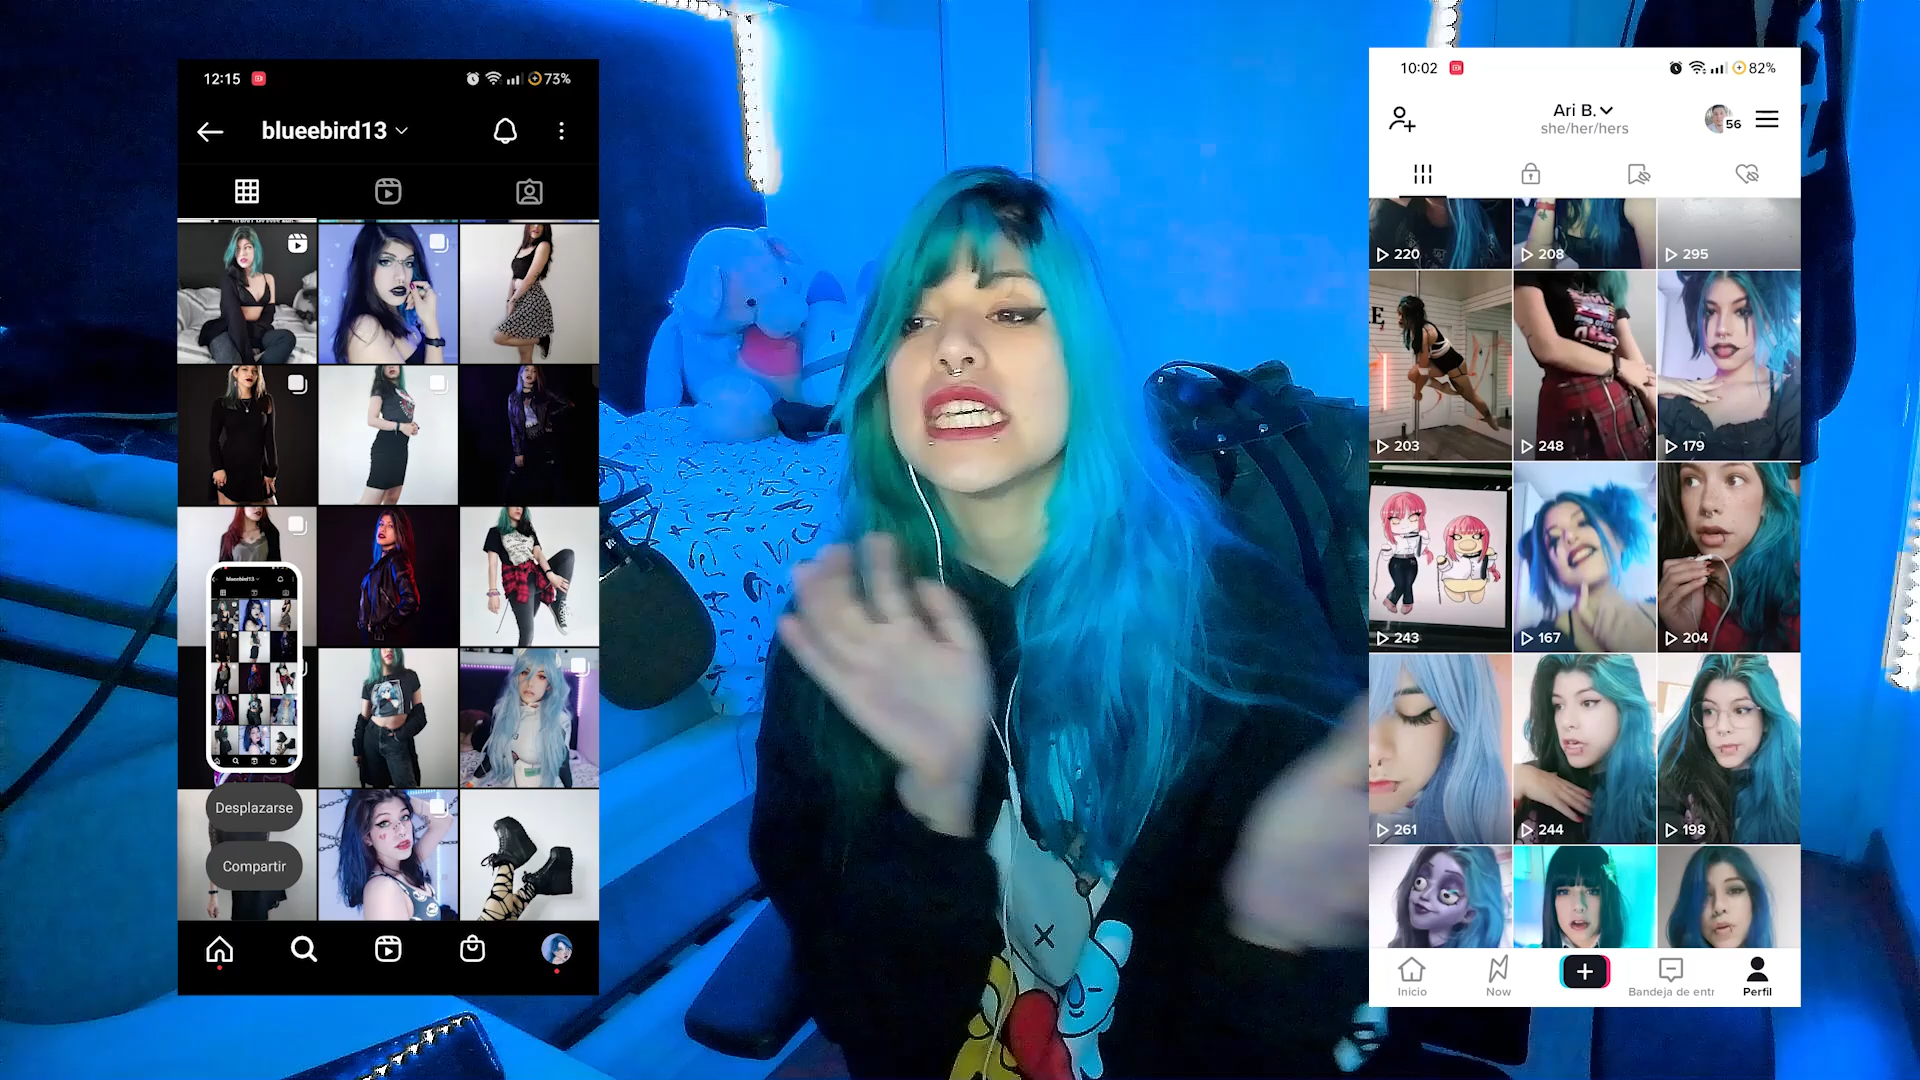 12:15
73%
blueebird13
blueebird13
Desplazarse
Compartir
10:02
82%
Ari B.
she/her/hers
56
220
208
295
E
203
248
179
243
167
204
261
244
198
Inicio
Now
Bandeja de entr
Perfil